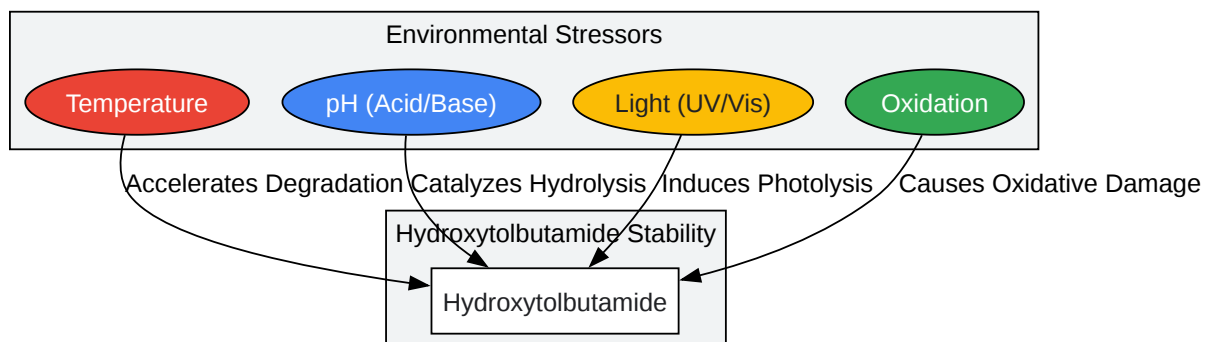 Environmental Stressors
Temperature
pH (Acid/Base)
Light (UV/Vis)
Oxidation
Accelerates Degradation
Catalyzes Hydrolysis
Induces Photolysis
Causes Oxidative Damage
Hydroxytolbutamide Stability
Hydroxytolbutamide